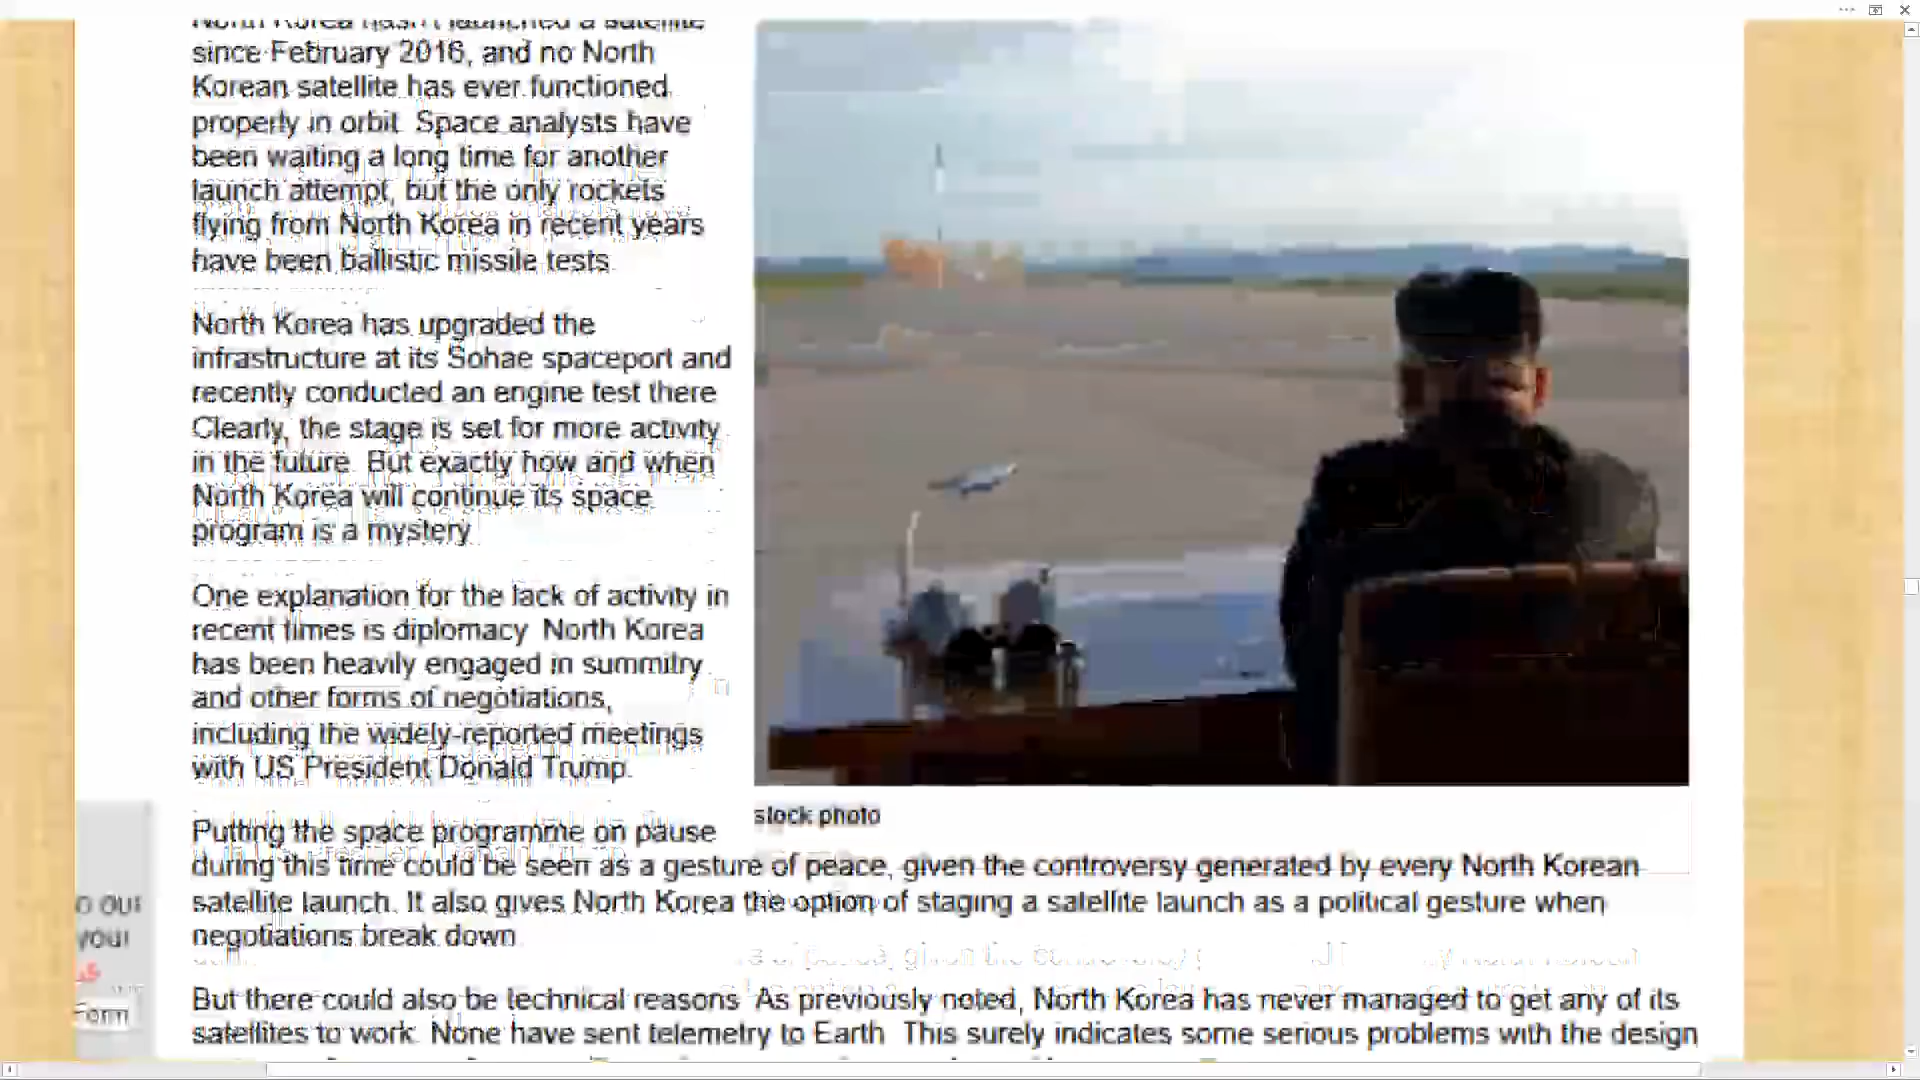 North Korea hasn't launched a satellite
since February 2016, and no North
Korean satellite has ever functioned
properly in orbit. Space analysts have
been waiting a long time for another
launch attempt, but the only rockets
flying from North Korea in recent years
have been ballistic missile tests.
North Korea has upgraded the
infrastructure at its Sohae spaceport and
recently conducted an engine test there.
Clearly, the stage is set for more activity
in the future. But exactly how and when
North Korea will continue its space
program is a mystery.
One explanation for the lack of activity in
recent times is diplomacy. North Korea
has been heavily engaged in summitry
and other forms of negotiations,
including the widely-reported meetings
with US President Donald Trump.
stock photo
Putting the space programme on pause
during this time could be seen as a gesture of peace, given the controversy generated by every North Korean
satellite launch. It also gives North Korea the option of staging a satellite launch as a political gesture when
negotiations break down.
But there could also be technical reasons. As previously noted, North Korea has never managed to get any of its
satellites to work. None have sent telemetry to Earth. This surely indicates some serious problems with the design
o our
your
Form